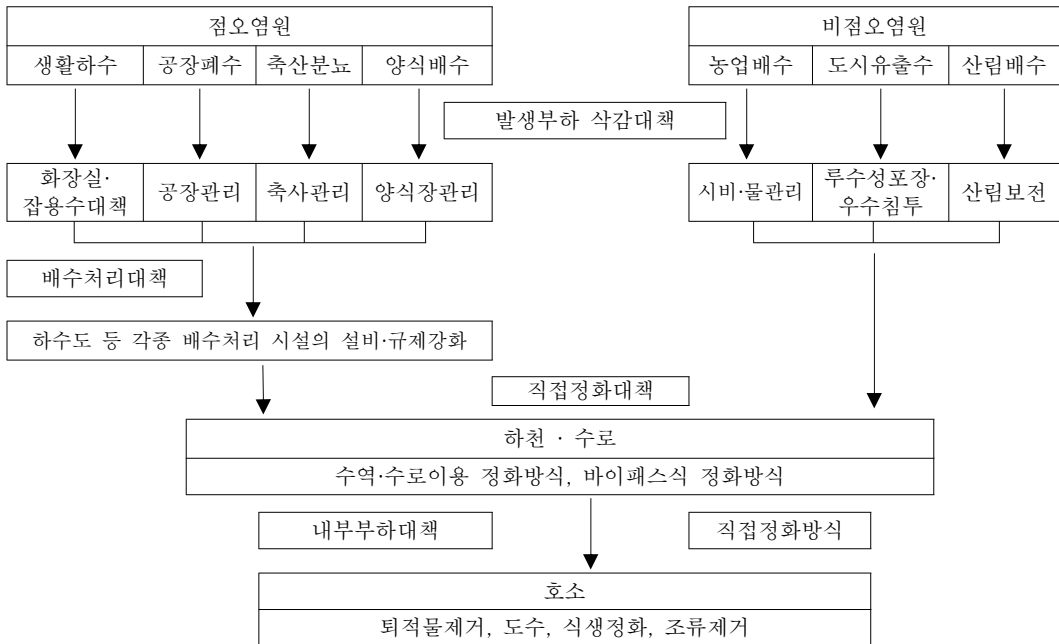 점오염원
비점오염원
생활하수 공장폐수 축산분뇨 양식배수
농업배수 도시유출수 산림배수
발생부하 삭감대책
화장실·
잡용수대책
공장관리 축사관리 양식장관리
시비·물관리
루수성포장·
우수침투
산림보전
배수처리대책
하수도 등 각종 배수처리 시설의 설비·규제강화
직접정화대책
하천 · 수로
수역·수로이용 정화방식, 바이패스식 정화방식
내부부하대책
직접정화방식
호소
퇴적물제거, 도수, 식생정화, 조류제거